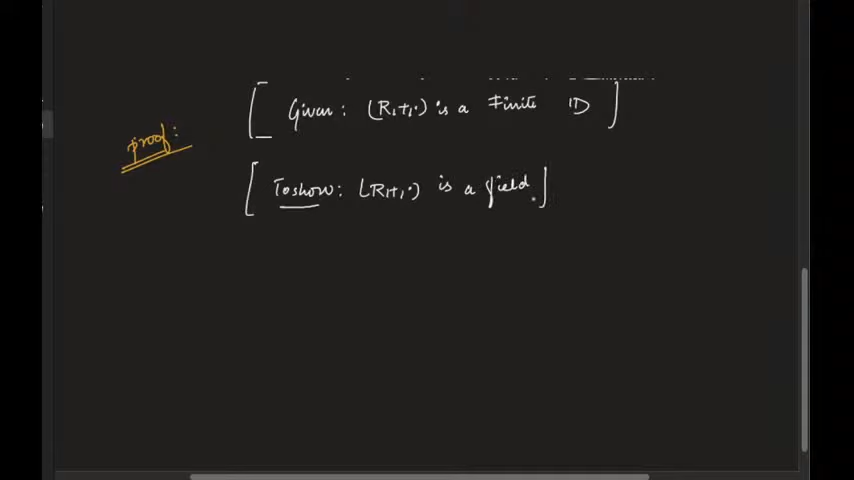 Given: (R,+,·) is a Finite ID
proof:
To show: (R,+,·) is a field.